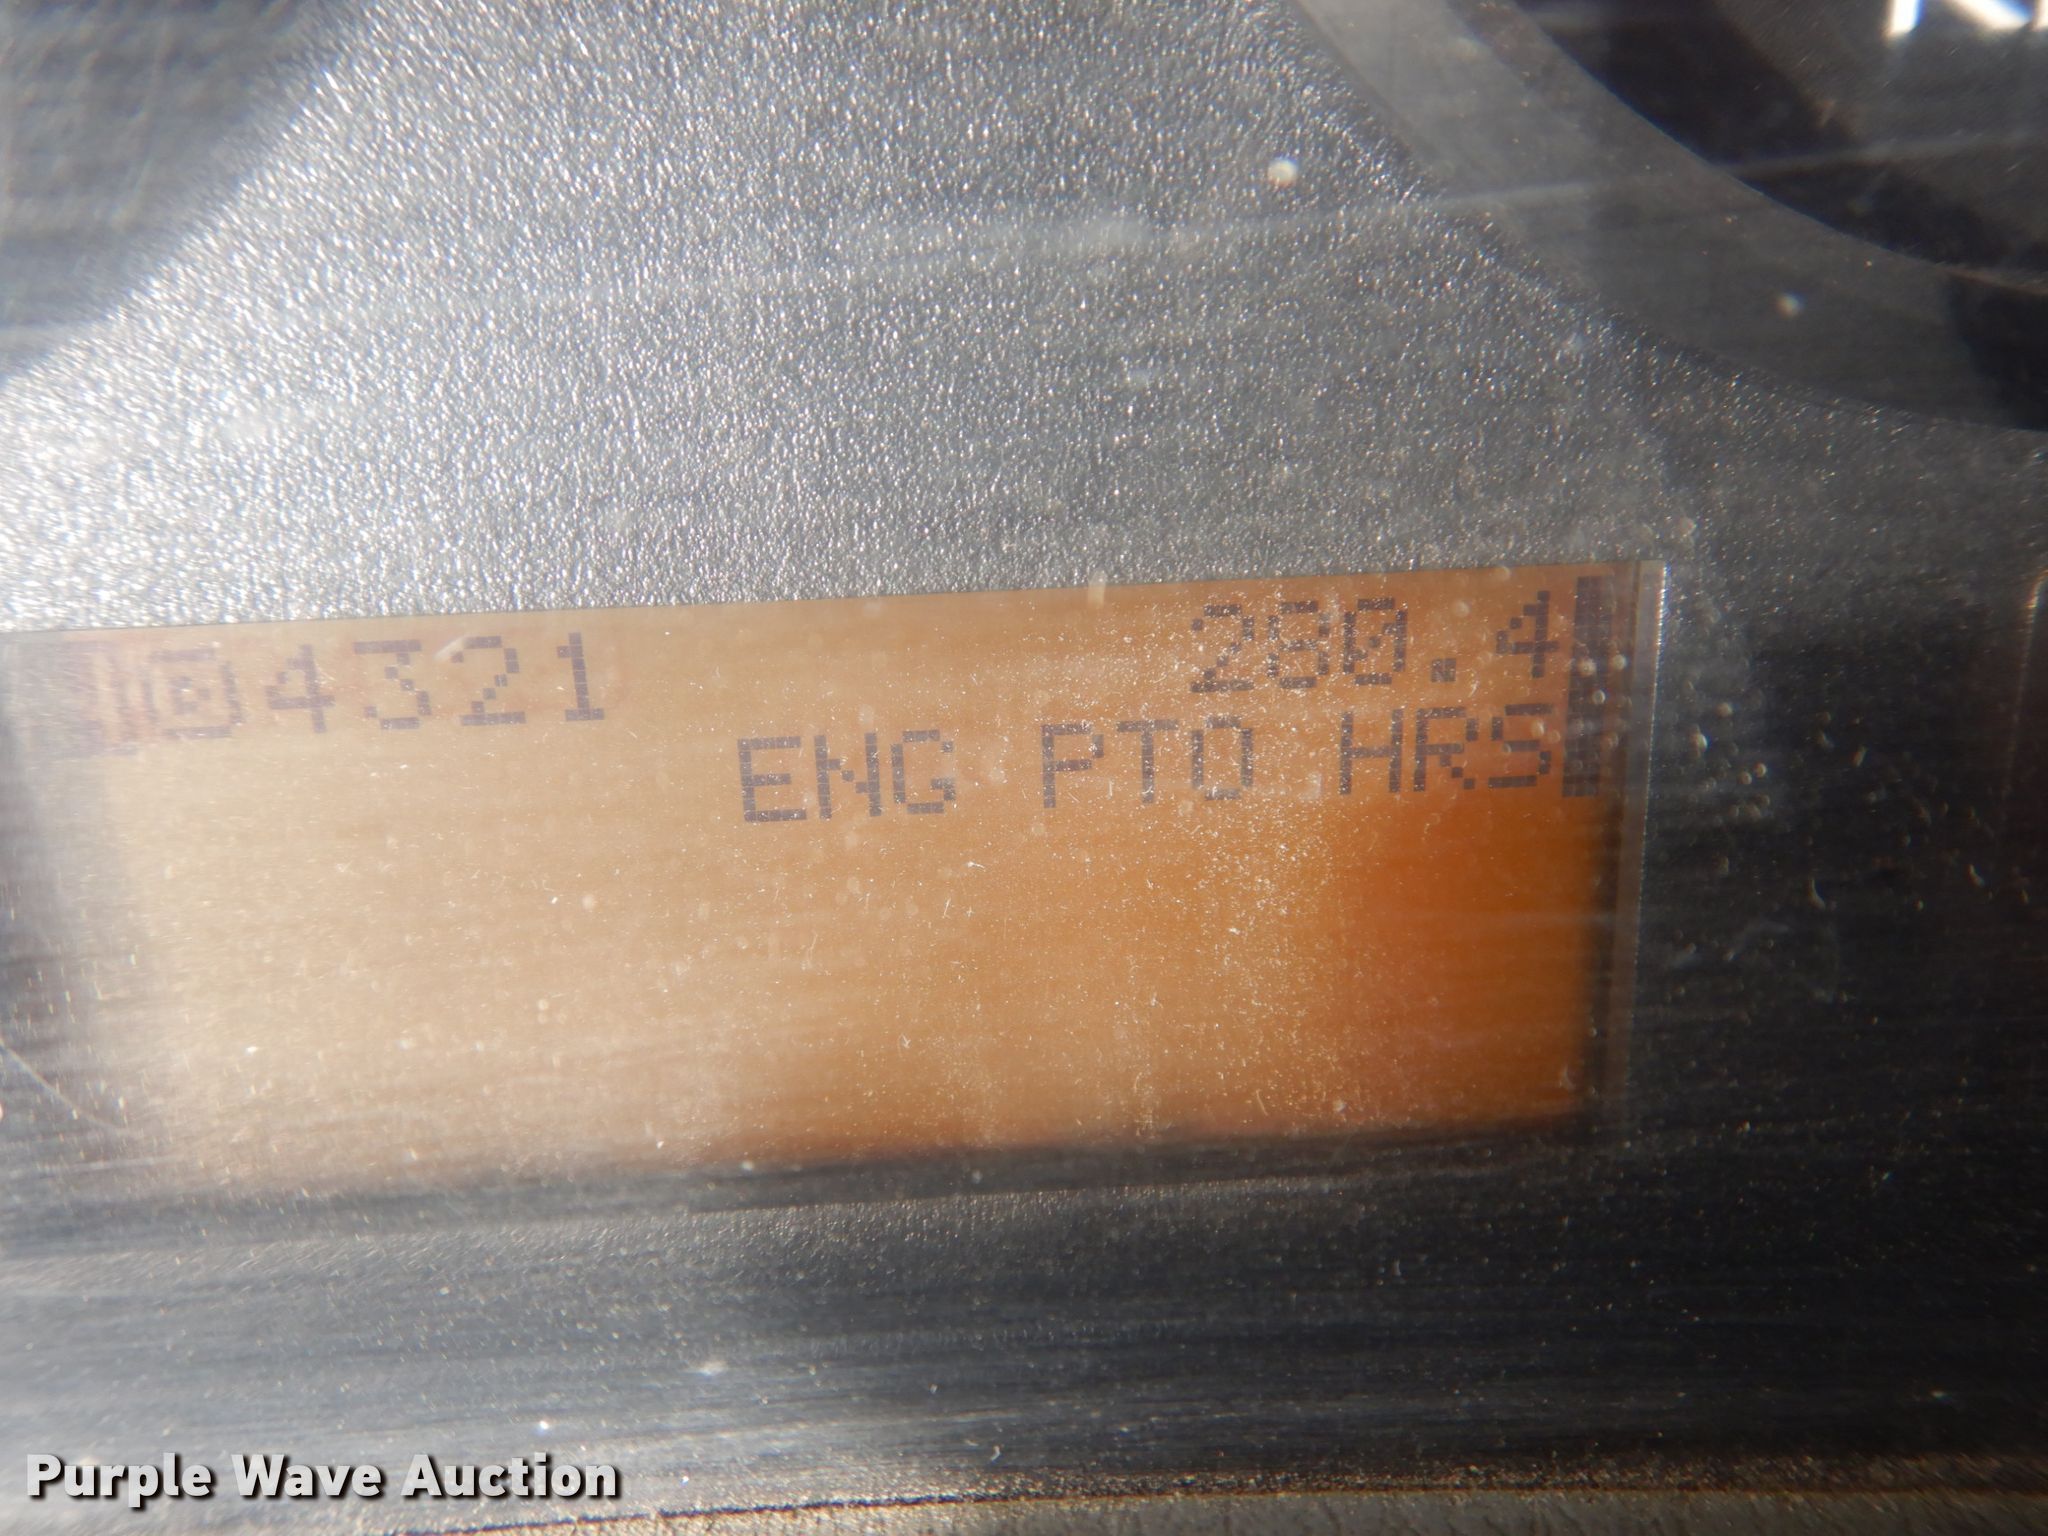 4321 280.4
ENG PTO HRS
Purple Wave Auction